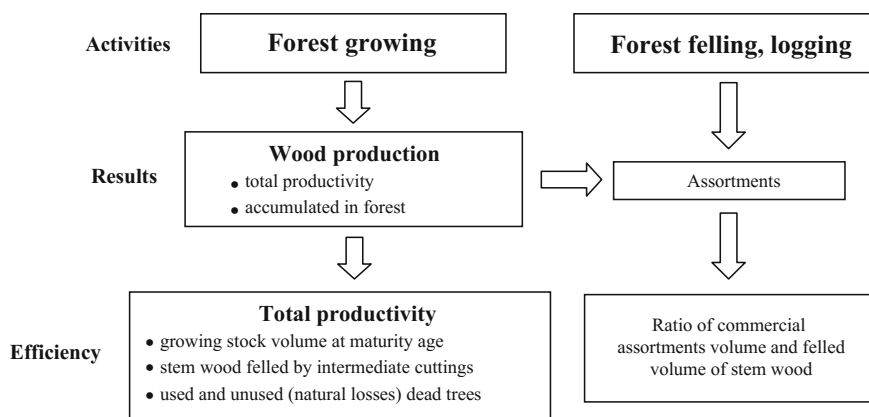 Activities
Forest growing
Forest felling, logging
Results
Wood production
• total productivity
• accumulated in forest
Assortments
Efficiency
Total productivity
• growing stock volume at maturity age
• stem wood felled by intermediate cuttings
• used and unused (natural losses) dead trees
Ratio of commercial
assortments volume and felled
volume of stem wood